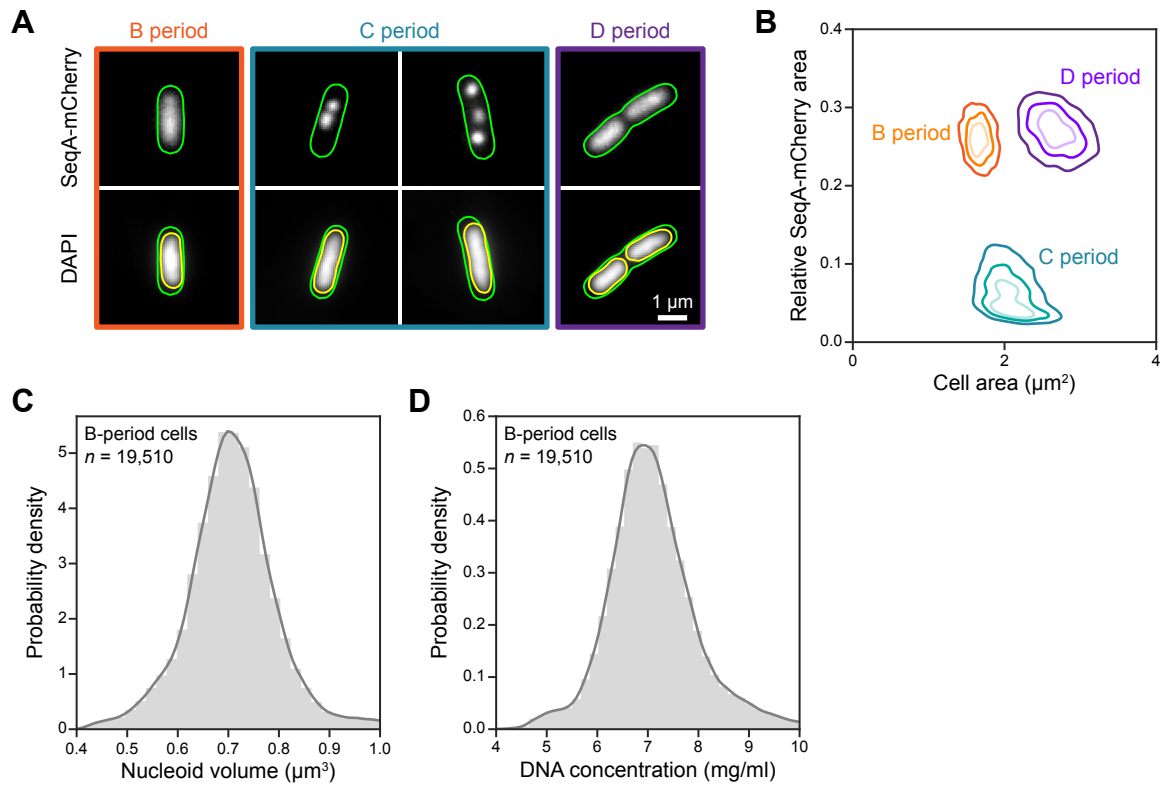 A
B period
C period
D period
SeqA-mCherry
DAPI
1 µm
B
Relative SeqA-mCherry area
0.4
0.3
0.2
0.1
0.0
D period
B period
C period
0
2
4
Cell area (µm²)
C
Probability density
5
4
3
2
1
0
B-period cells
n = 19,510
0.4
0.5
0.6
0.7
0.8
0.9
1.0
Nucleoid volume (µm³)
D
Probability density
0.6
0.5
0.4
0.3
0.2
0.1
0.0
B-period cells
n = 19,510
4
5
6
7
8
9
10
DNA concentration (mg/ml)